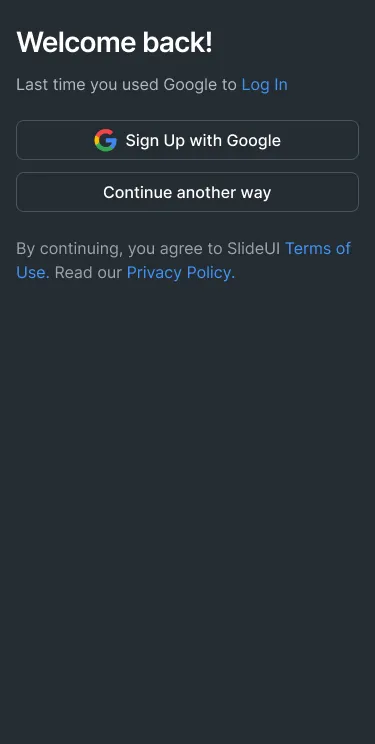 Welcome back!
Last time you used Google to Log In
Sign Up with Google
Continue another way
By continuing, you agree to SlideUI Terms of
Use. Read our Privacy Policy.